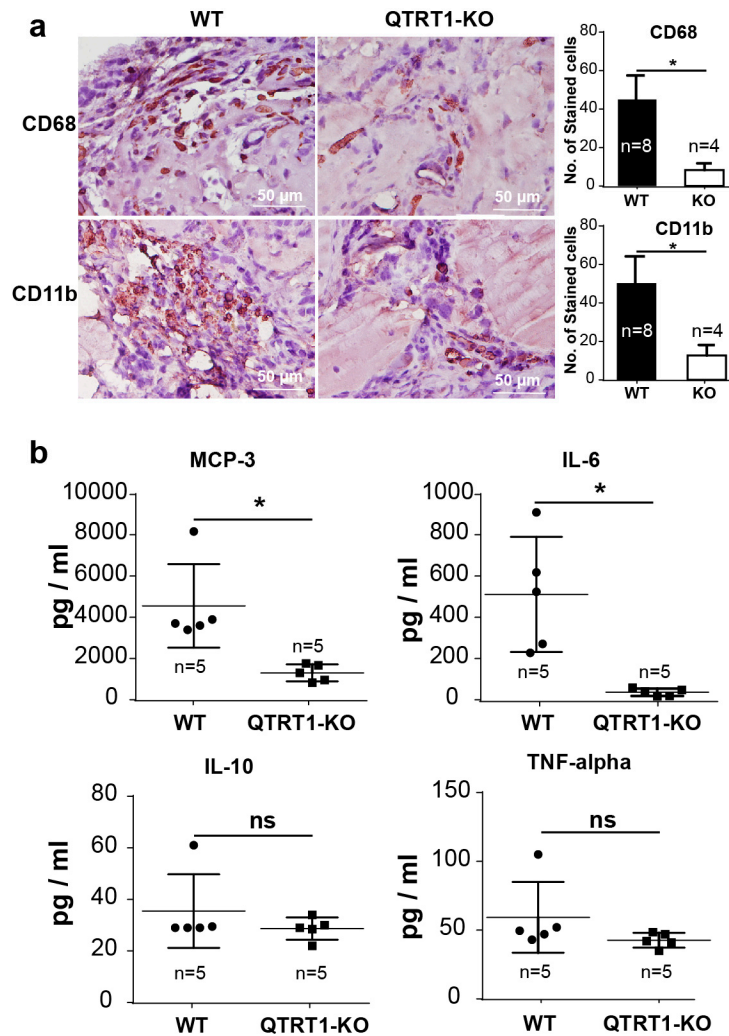 a
WT
QTRT1-KO
CD68
50 µm
50 µm
CD11b
50 µm
50 µm
CD68
No. of Stained cells
80
60
40
20
0
*
n=8
n=4
WT
KO
CD11b
No. of Stained cells
80
60
40
20
0
*
n=8
n=4
WT
KO
b
MCP-3
pg / ml
10000
8000
6000
4000
2000
0
*
n=5
n=5
WT
QTRT1-KO
IL-6
pg / ml
1000
800
600
400
200
0
*
n=5
n=5
WT
QTRT1-KO
IL-10
pg / ml
80
60
40
20
0
ns
n=5
n=5
WT
QTRT1-KO
TNF-alpha
pg / ml
150
100
50
0
ns
n=5
n=5
WT
QTRT1-KO